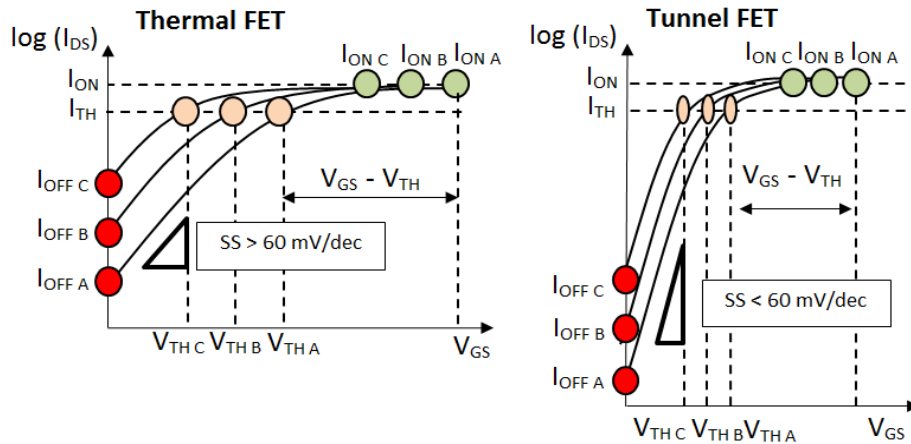 Thermal FET
log (IDS)
ION C ION B ION A
ION
ITH
IOFF C
VGS - VTH
IOFF B
SS > 60 mV/dec
IOFF A
VTH C VTH B VTH A
VGS
Tunnel FET
log (IDS)
ION C ION B ION A
ION
ITH
VGS - VTH
IOFF C
SS < 60 mV/dec
IOFF B
IOFF A
VTH C VTH B VTH A
VGS